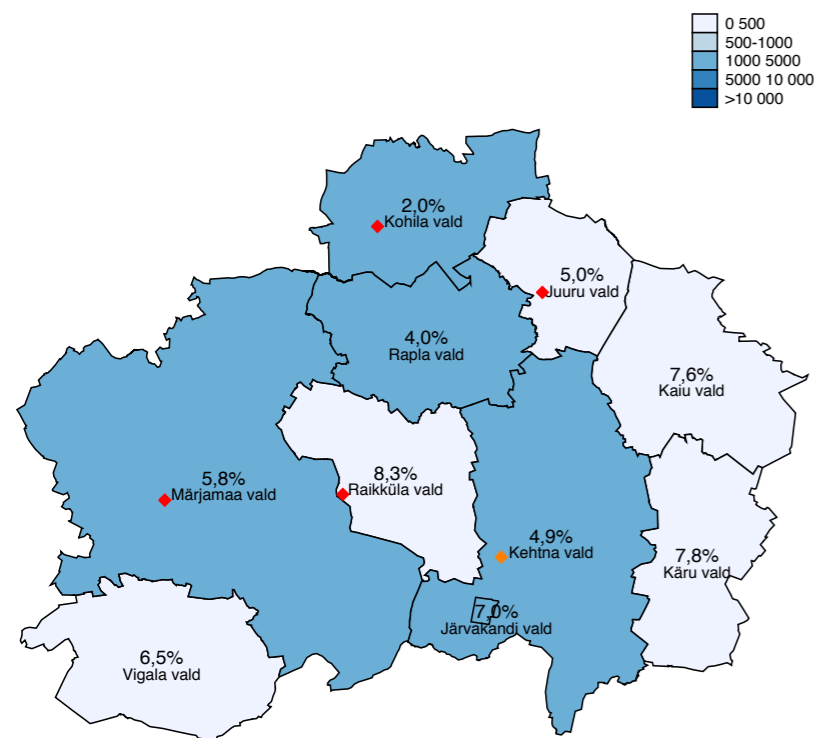 0 500
500-1000
1000 5000
5000 10 000
>10 000
2,0%
Kohila vald
5,0%
Juuru vald
4,0%
Rapla vald
7,6%
Kaiu vald
5,8%
Märjamaa vald
8,3%
Raikküla vald
4,9%
Kehtna vald
7,8%
Käru vald
7,0%
Järvakandi vald
6,5%
Vigala vald